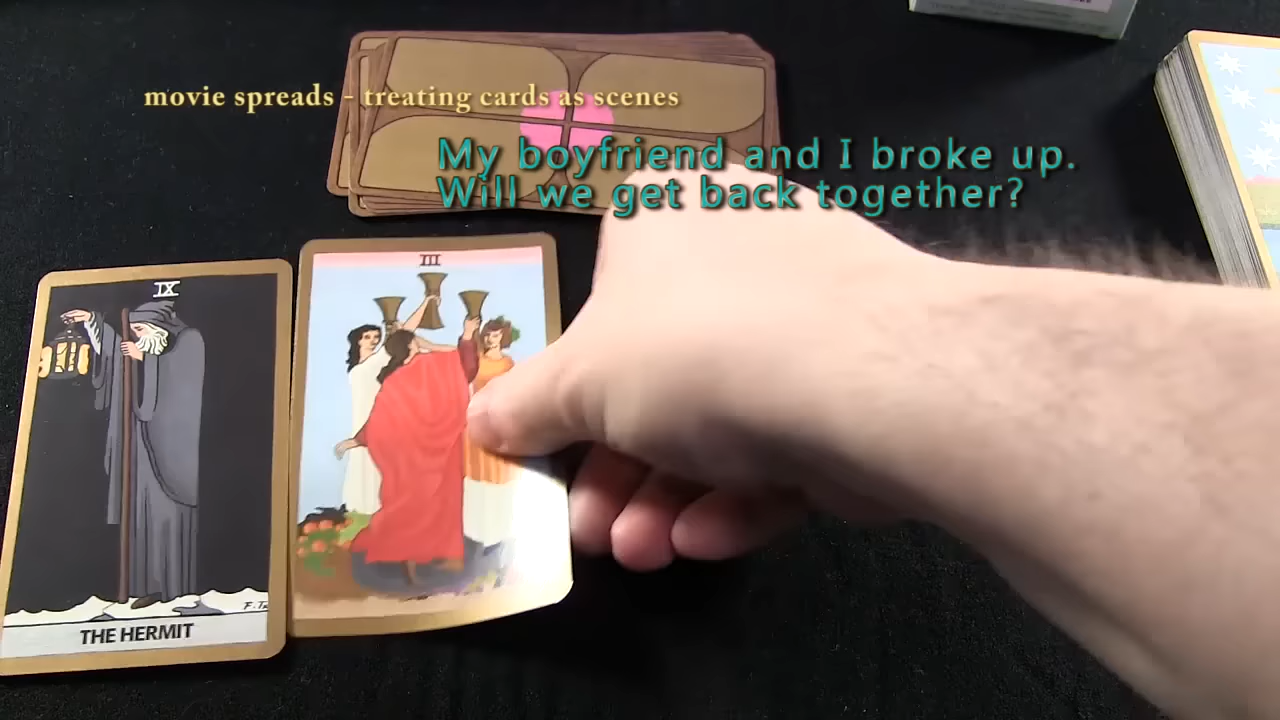 movie spreads - treating cards as scenes
My boyfriend and I broke up.
Will we get back together?
III
IX
THE HERMIT